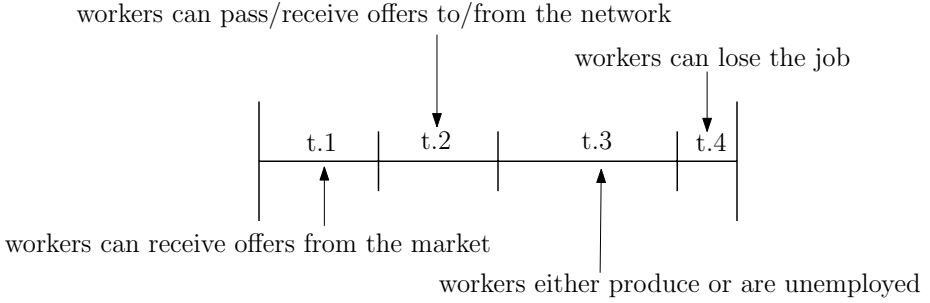 workers can pass/receive offers to/from the network
workers can lose the job
t.1 t.2 t.3 t.4
workers can receive offers from the market
workers either produce or are unemployed